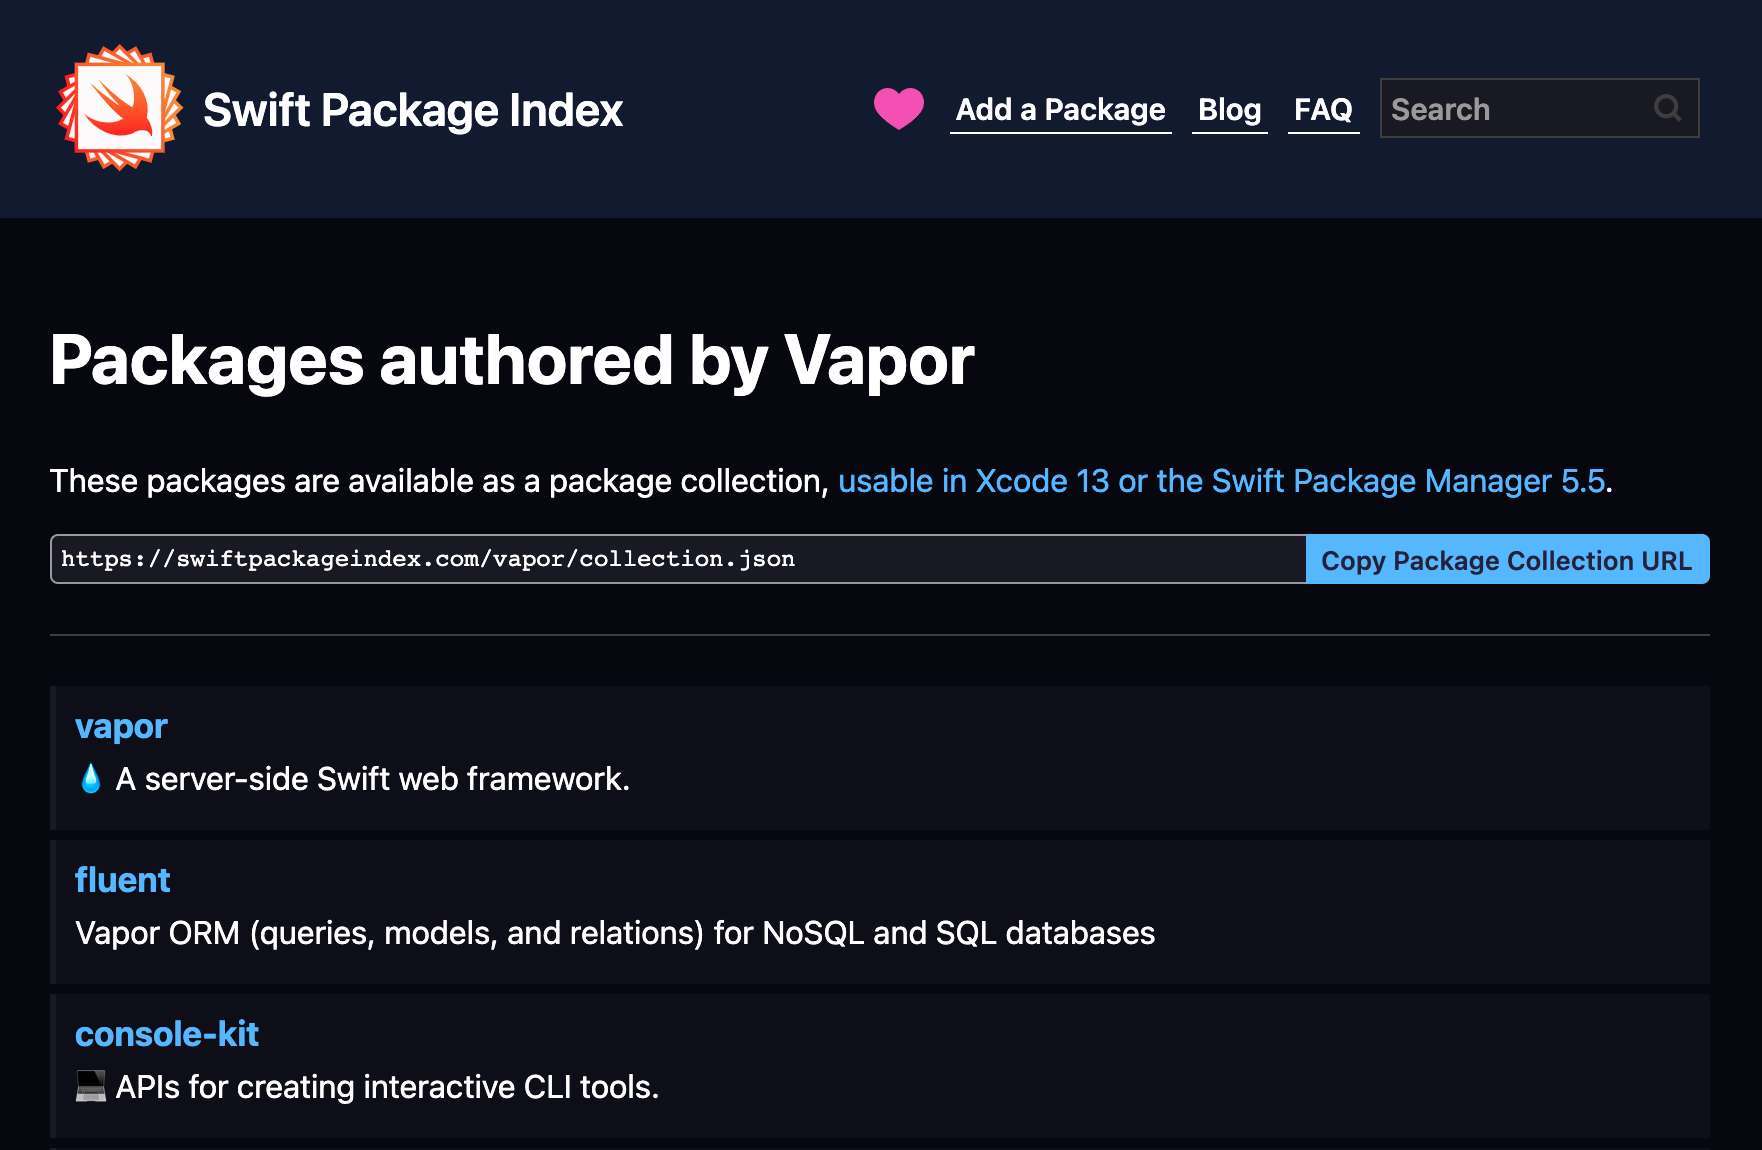 Swift Package Index
Add a Package Blog FAQ Search
Packages authored by Vapor
These packages are available as a package collection, usable in Xcode 13 or the Swift Package Manager 5.5.
https://swiftpackageindex.com/vapor/collection.json Copy Package Collection URL
vapor
💧 A server-side Swift web framework.
fluent
Vapor ORM (queries, models, and relations) for NoSQL and SQL databases
console-kit
💻 APIs for creating interactive CLI tools.